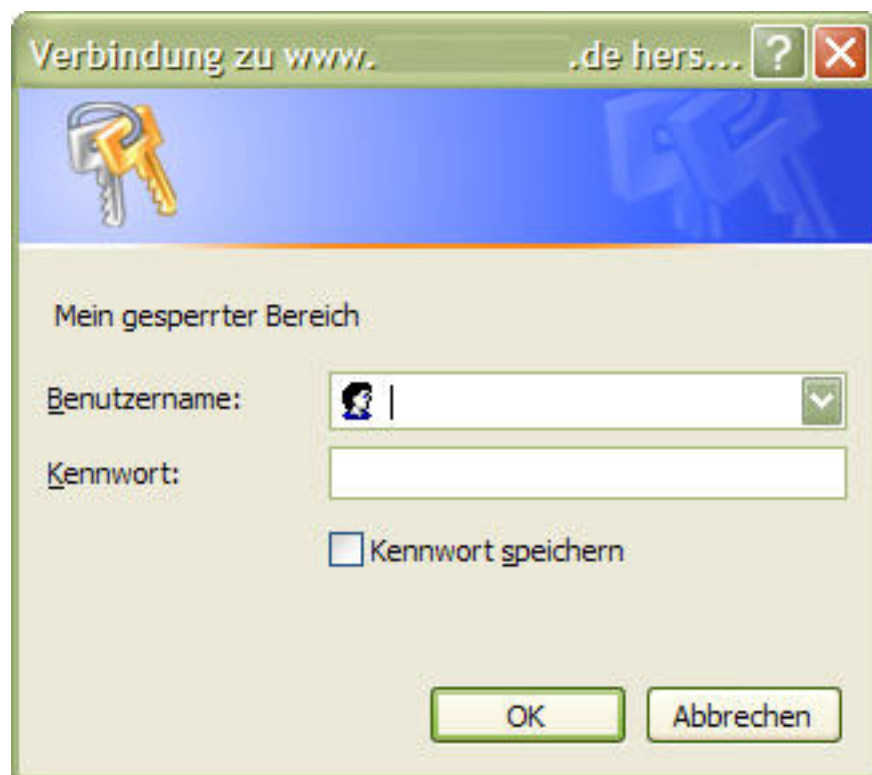 Verbindung zu www. .de hers...
Mein gesperrter Bereich
Benutzername:
Kennwort:
Kennwort speichern
OK Abbrechen